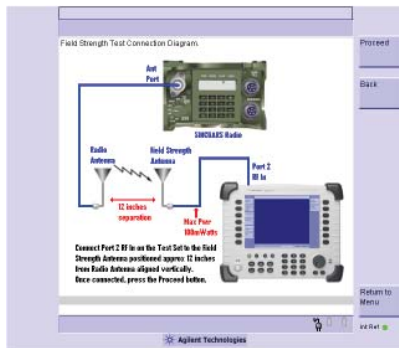 Field Strength Test Connection Diagram.
Proceed
Back
Ant
Port
SINCGARS Radio
Radio
Antenna
Field Strength
Antenna
Port 2
RF In
12 inches
separation
Max Pwr
100mWatts
Connect Port 2 RF In on the Test Set to the Field
Strength Antenna positioned approx 12 inches
from Radio Antenna aligned vertically.
Once connected, press the Proceed button.
Return to
Menu
Int Ref
Agilent Technologies